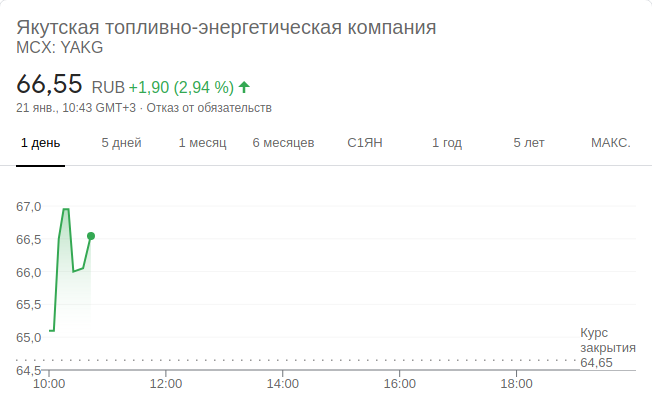 Якутская топливно-энергетическая компания
MCX: YAKG
66,55 RUB +1,90 (2,94 %)
21 янв., 10:43 GMT+3 · Отказ от обязательств
1 день 5 дней 1 месяц 6 месяцев С1ЯН 1 год 5 лет МАКС.
67,0
66,5
66,0
65,5
65,0
64,5
Курс
закрытия
64,65
10:00 12:00 14:00 16:00 18:00